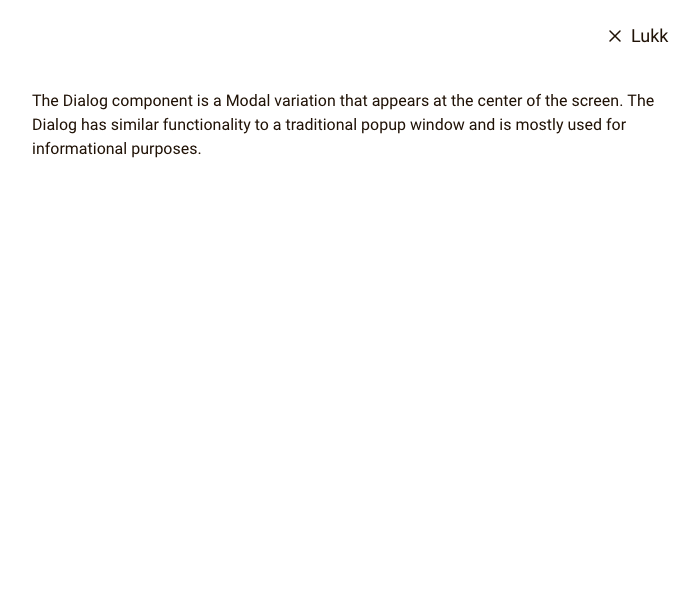 Lukk
The Dialog component is a Modal variation that appears at the center of the screen. The
Dialog has similar functionality to a traditional popup window and is mostly used for
informational purposes.